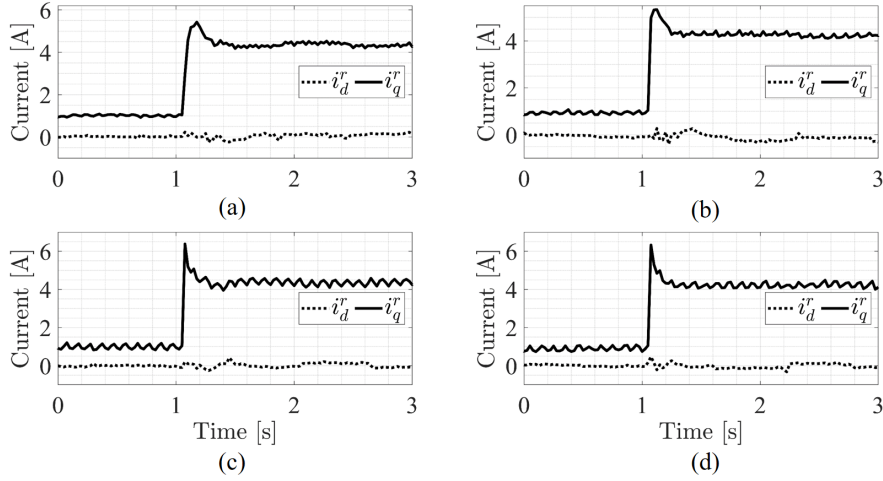 Current [A]
6
4
2
0
i_d^r i_q^r
0 1 2 3
(a)
Current [A]
4
2
0
i_d^r i_q^r
0 1 2 3
(b)
Current [A]
6
4
2
0
i_d^r i_q^r
0 1 2 3
Time [s]
(c)
Current [A]
6
4
2
0
i_d^r i_q^r
0 1 2 3
Time [s]
(d)